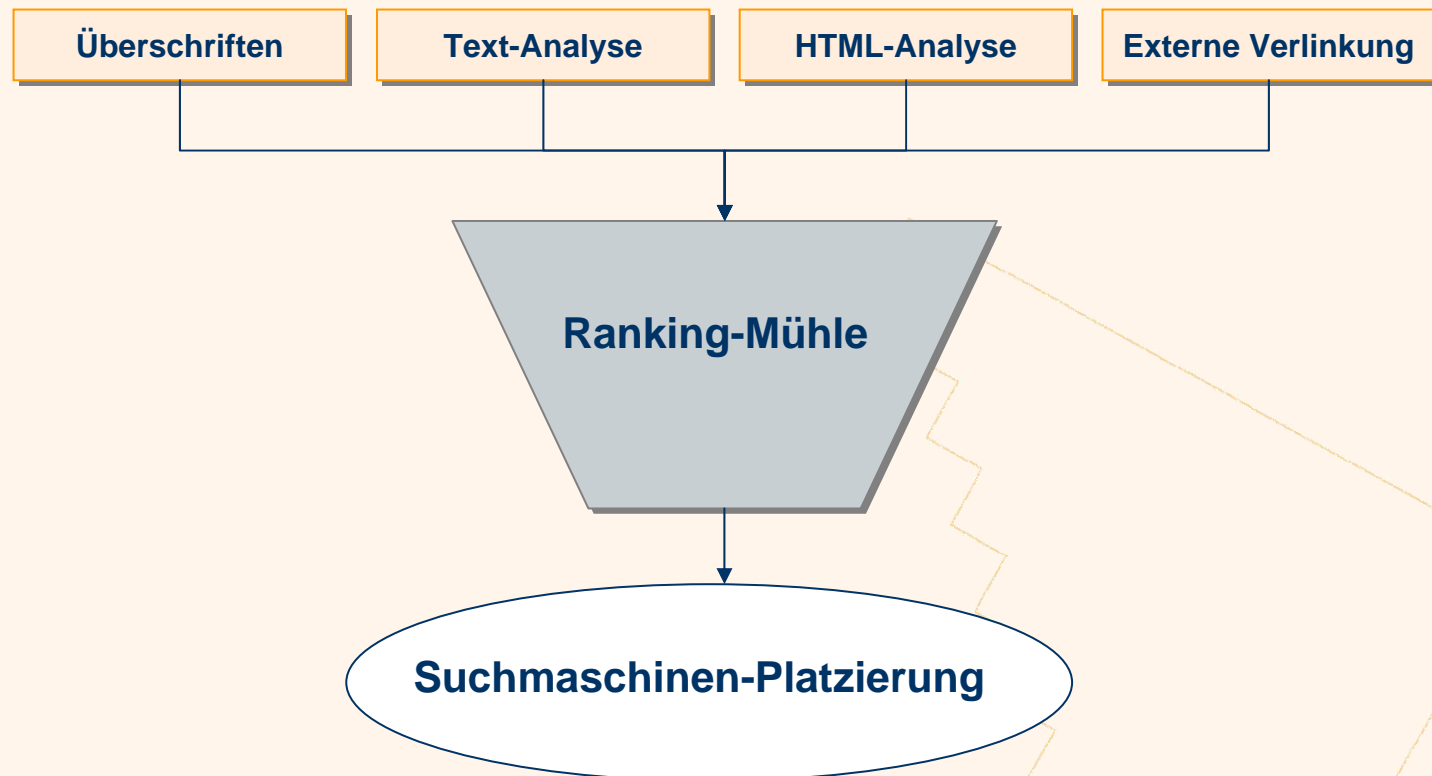 Überschriften
Text-Analyse
HTML-Analyse
Externe Verlinkung
Ranking-Mühle
Suchmaschinen-Platzierung